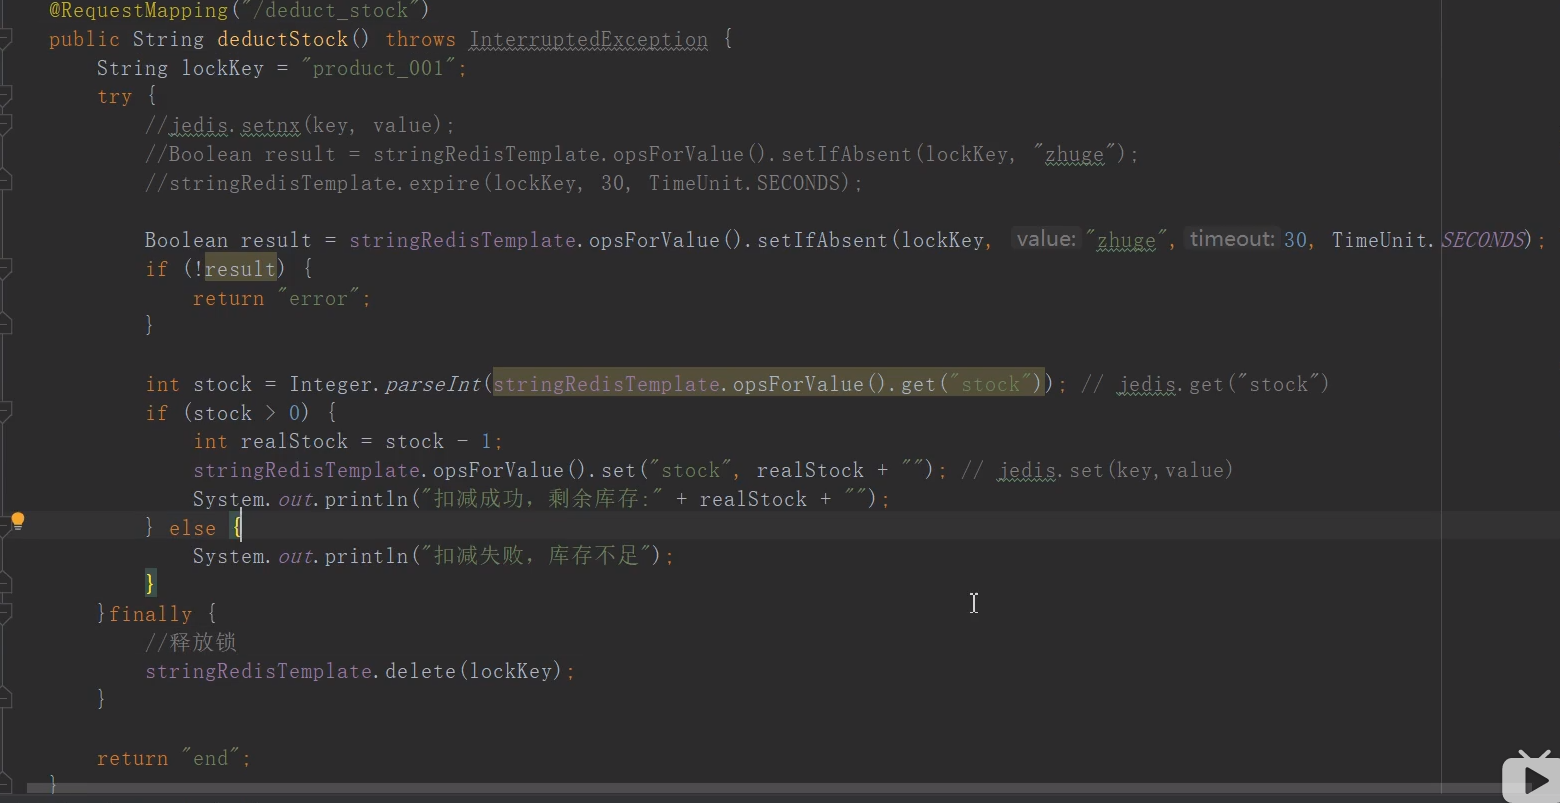 @RequestMapping("/deduct_stock")
public String deductStock() throws InterruptedException {
String lockKey = "product_001";
try {
//jedis.setnx(key, value);
//Boolean result = stringRedisTemplate.opsForValue().setIfAbsent(lockKey, "zhuge");
//stringRedisTemplate.expire(lockKey, 30, TimeUnit.SECONDS);
Boolean result = stringRedisTemplate.opsForValue().setIfAbsent(lockKey, value: "zhuge", timeout: 30, TimeUnit.SECONDS);
if (!result) {
return "error";
}
int stock = Integer.parseInt(stringRedisTemplate.opsForValue().get("stock")); // jedis.get("stock")
if (stock > 0) {
int realStock = stock - 1;
stringRedisTemplate.opsForValue().set("stock", realStock + ""); // jedis.set(key,value)
System.out.println("扣减成功，剩余库存:" + realStock + "");
} else {
System.out.println("扣减失败，库存不足");
}
}finally {
//释放锁
stringRedisTemplate.delete(lockKey);
}
return "end";
}